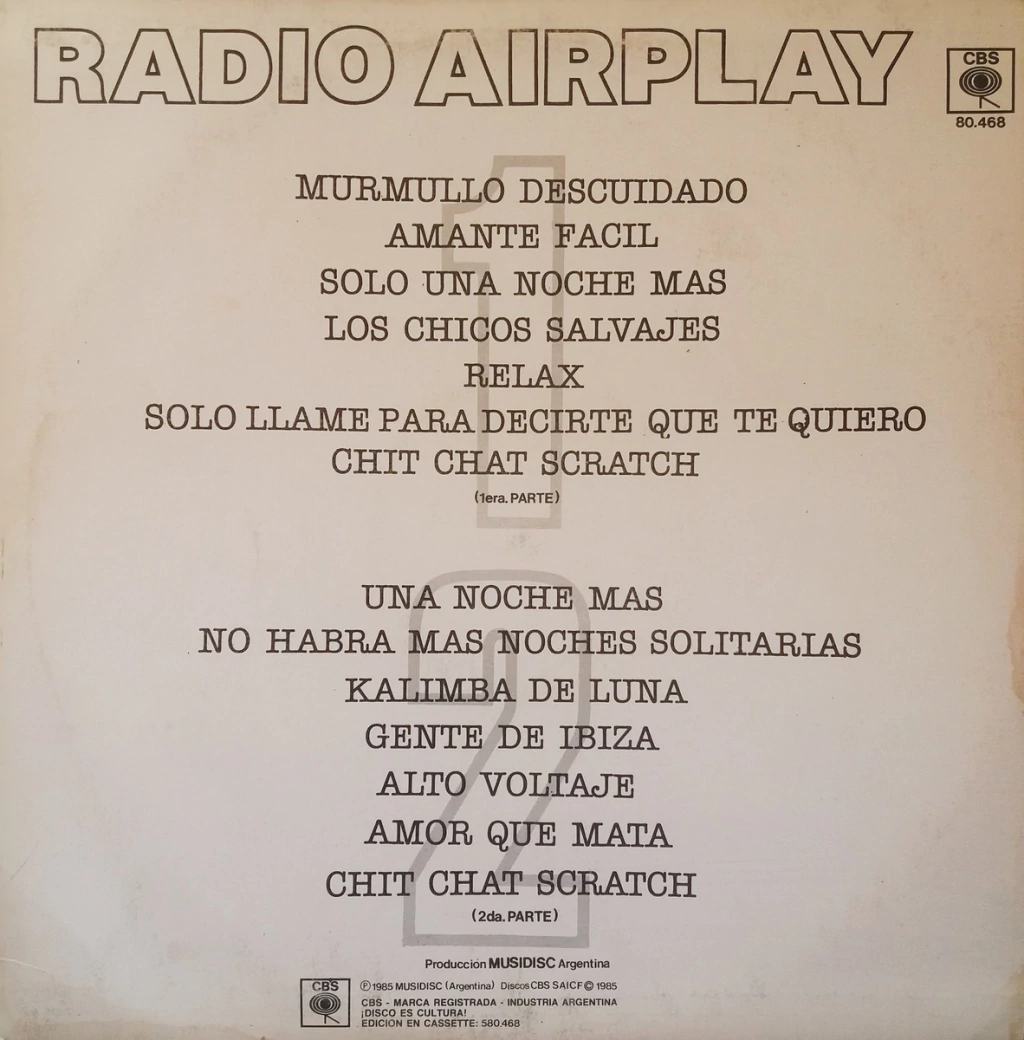 RADIO AIRPLAY
CBS
80.468
1
MURMULLO DESCUIDADO
AMANTE FACIL
SOLO UNA NOCHE MAS
LOS CHICOS SALVAJES
RELAX
SOLO LLAME PARA DECIRTE QUE TE QUIERO
CHIT CHAT SCRATCH
(1era. PARTE)
2
UNA NOCHE MAS
NO HABRA MAS NOCHES SOLITARIAS
KALIMBA DE LUNA
GENTE DE IBIZA
ALTO VOLTAJE
AMOR QUE MATA
CHIT CHAT SCRATCH
(2da. PARTE)
Producción MUSIDISC Argentina
CBS
Ⓟ 1985 MUSIDISC (Argentina) Discos CBS SAICF © 1985
CBS - MARCA REGISTRADA - INDUSTRIA ARGENTINA
¡DISCO ES CULTURA!
EDICION EN CASSETTE: 580.468